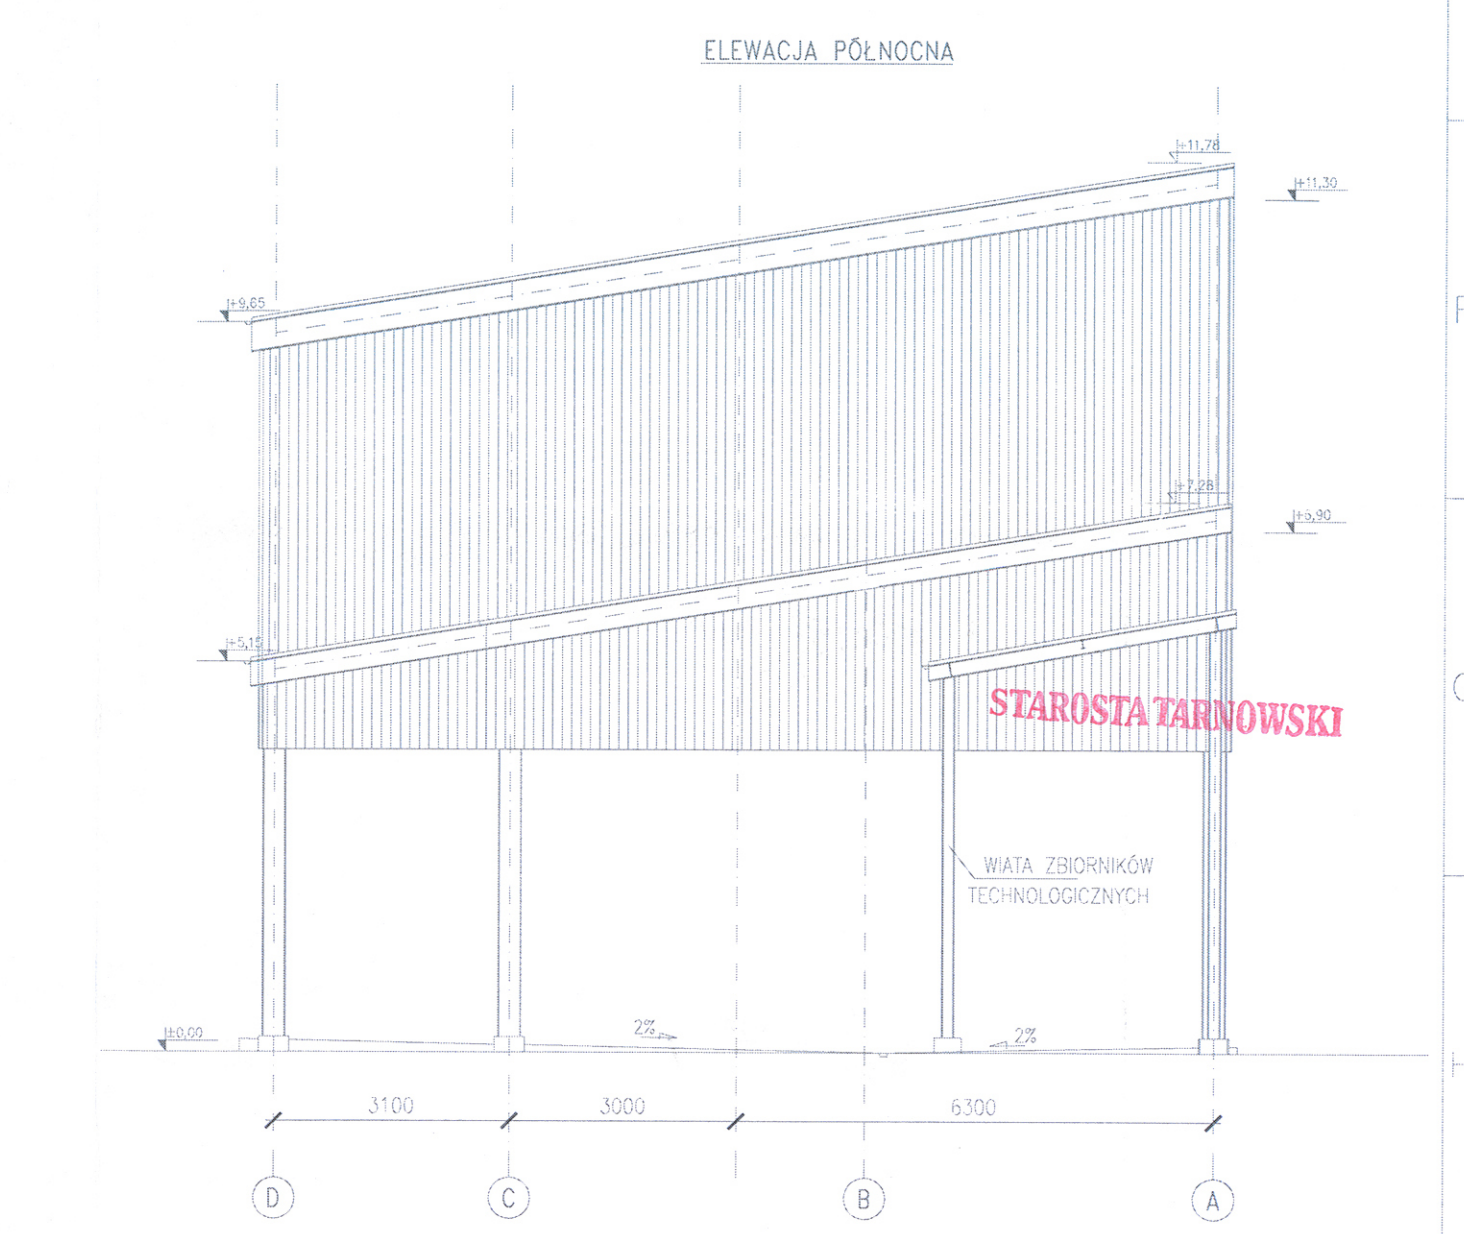 ELEWACJA PÓŁNOCNA
+11,78
+11,30
+9,65
+7,28
+6,90
+5,15
STAROSTA TARNOWSKI
WIATA ZBIORNIKÓW
TECHNOLOGICZNYCH
±0,00
2%
2%
3100
3000
6300
D
C
B
A